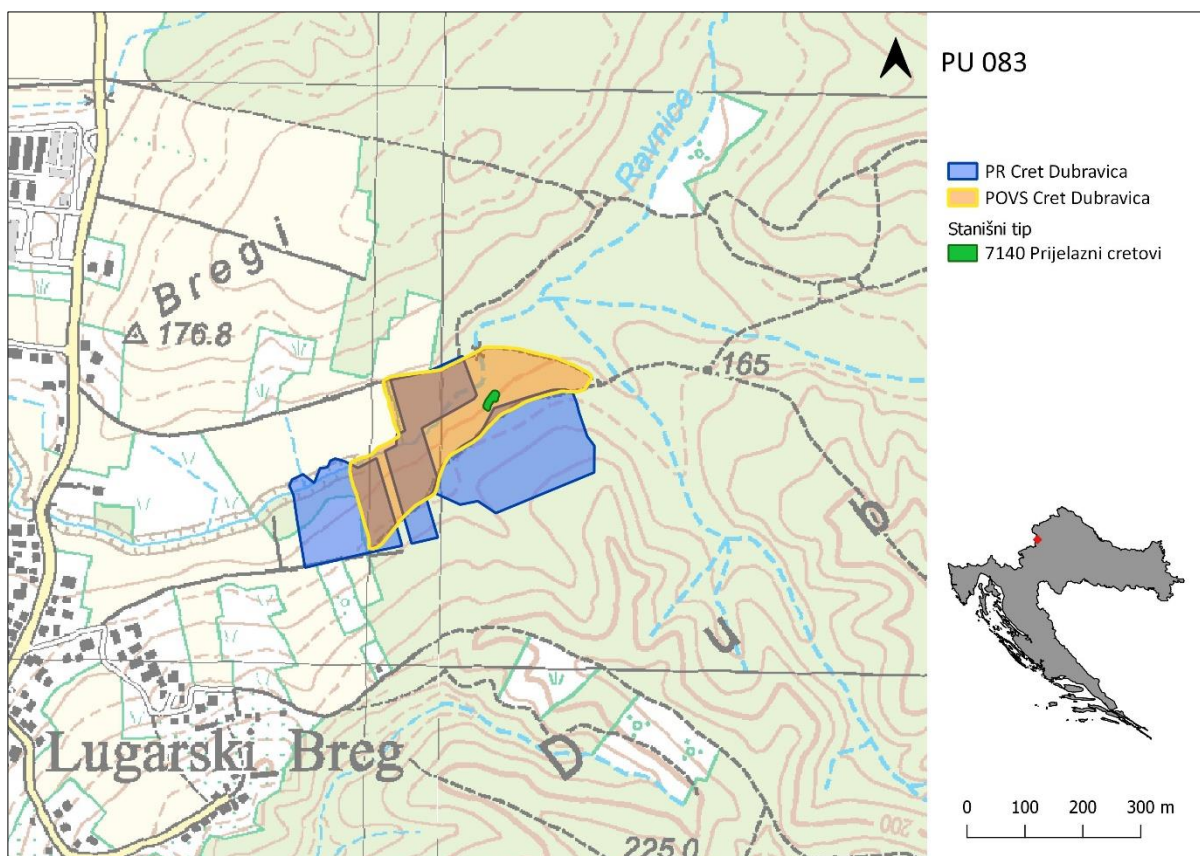 PU 083
PR Cret Dubravica
POVS Cret Dubravica
Stanišni tip
7140 Prijelazni cretovi
Ravnice
Bregi
176.8
165
u
D
Lugarski Breg
200
225.0
0 100 200 300 m